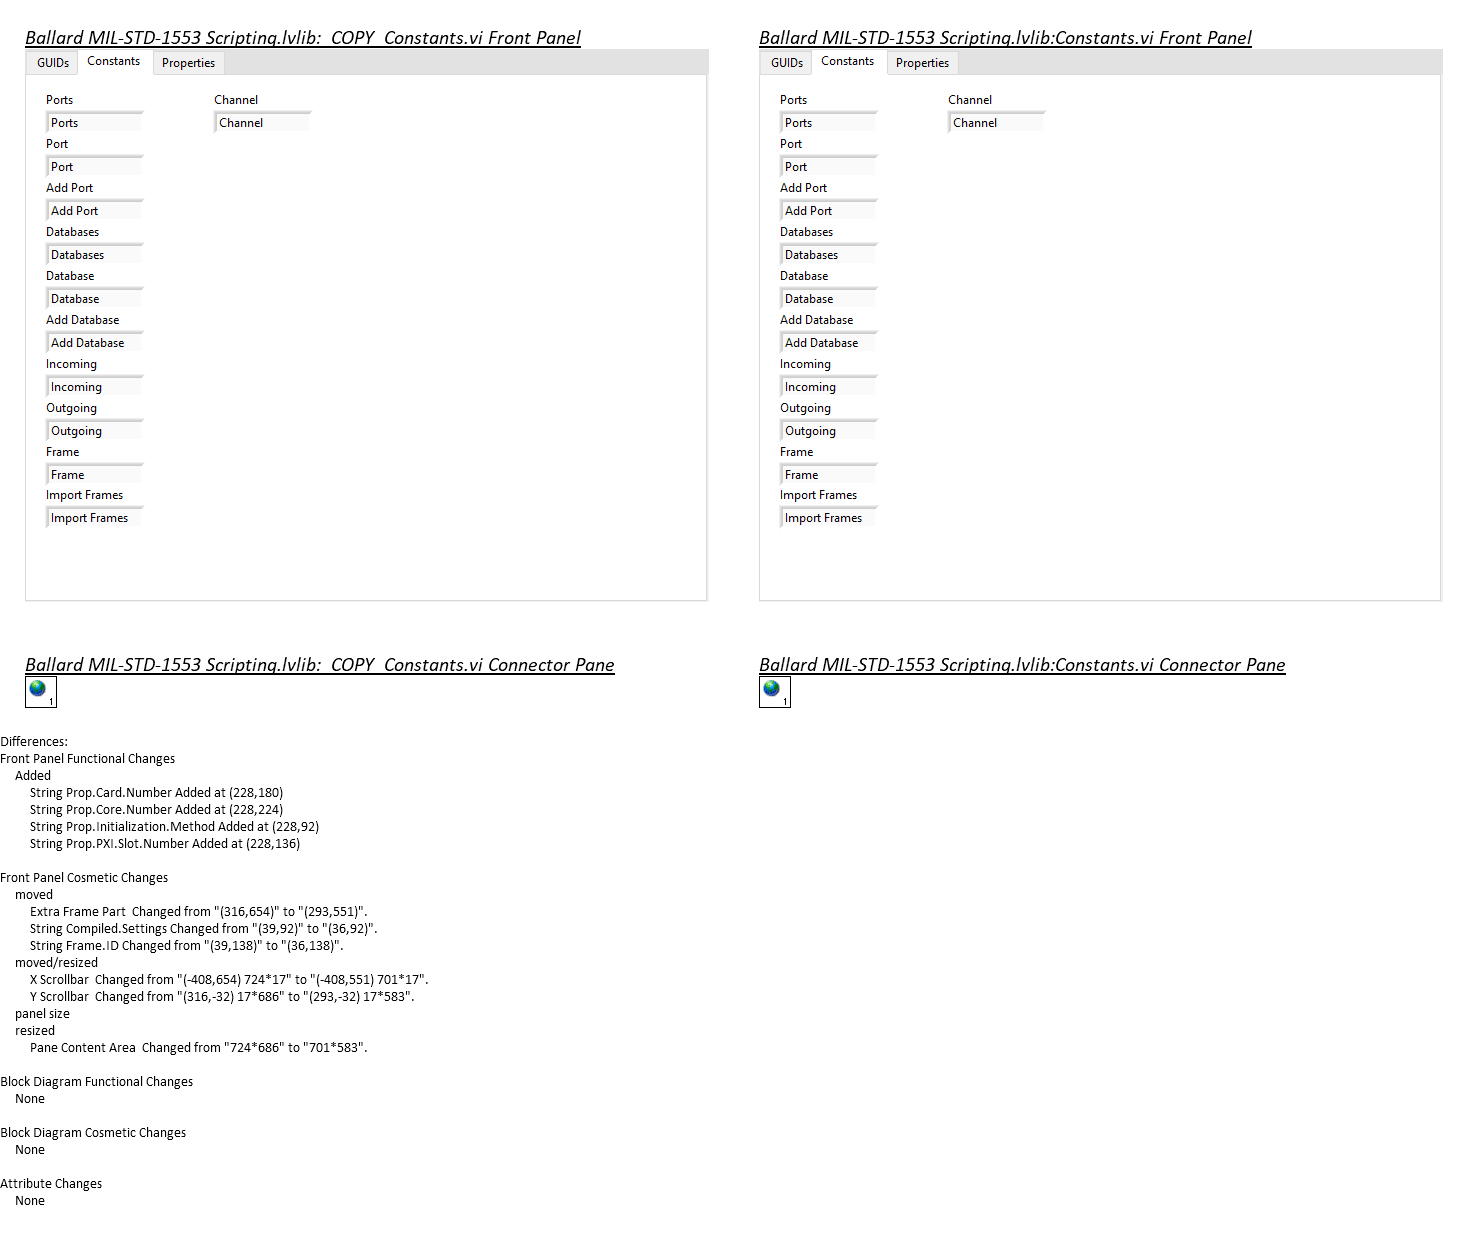 Ballard MIL-STD-1553 Scripting.lvlib:_COPY_Constants.vi Front Panel
GUIDs Constants Properties
Ports Channel
Ports Channel
Port
Port
Add Port
Add Port
Databases
Databases
Database
Database
Add Database
Add Database
Incoming
Incoming
Outgoing
Outgoing
Frame
Frame
Import Frames
Import Frames
Ballard MIL-STD-1553 Scripting.lvlib:Constants.vi Front Panel
GUIDs Constants Properties
Ports Channel
Ports Channel
Port
Port
Add Port
Add Port
Databases
Databases
Database
Database
Add Database
Add Database
Incoming
Incoming
Outgoing
Outgoing
Frame
Frame
Import Frames
Import Frames
Ballard MIL-STD-1553 Scripting.lvlib:_COPY_Constants.vi Connector Pane
1
Ballard MIL-STD-1553 Scripting.lvlib:Constants.vi Connector Pane
1
Differences:
Front Panel Functional Changes
Added
String Prop.Card.Number Added at (228,180)
String Prop.Core.Number Added at (228,224)
String Prop.Initialization.Method Added at (228,92)
String Prop.PXI.Slot.Number Added at (228,136)
Front Panel Cosmetic Changes
moved
Extra Frame Part  Changed from "(316,654)" to "(293,551)".
String Compiled.Settings Changed from "(39,92)" to "(36,92)".
String Frame.ID Changed from "(39,138)" to "(36,138)".
moved/resized
X Scrollbar  Changed from "(-408,654) 724*17" to "(-408,551) 701*17".
Y Scrollbar  Changed from "(316,-32) 17*686" to "(293,-32) 17*583".
panel size
resized
Pane Content Area  Changed from "724*686" to "701*583".
Block Diagram Functional Changes
None
Block Diagram Cosmetic Changes
None
Attribute Changes
None